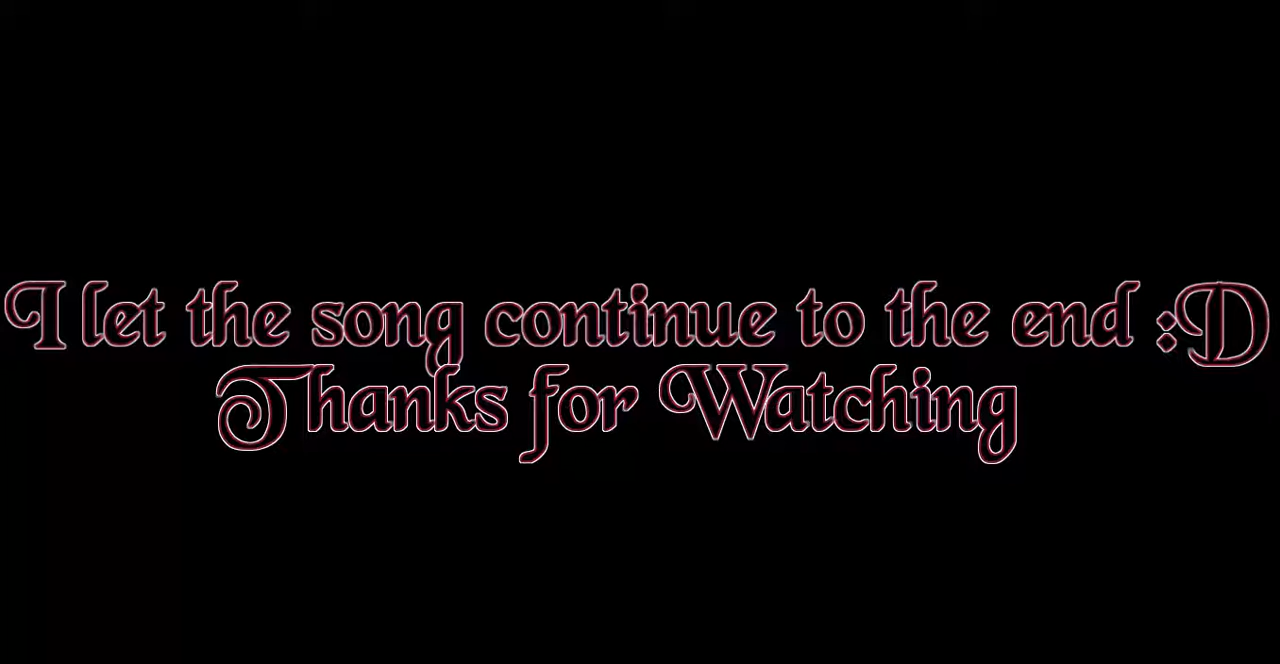 I let the song continue to the end :D
Thanks for Watching